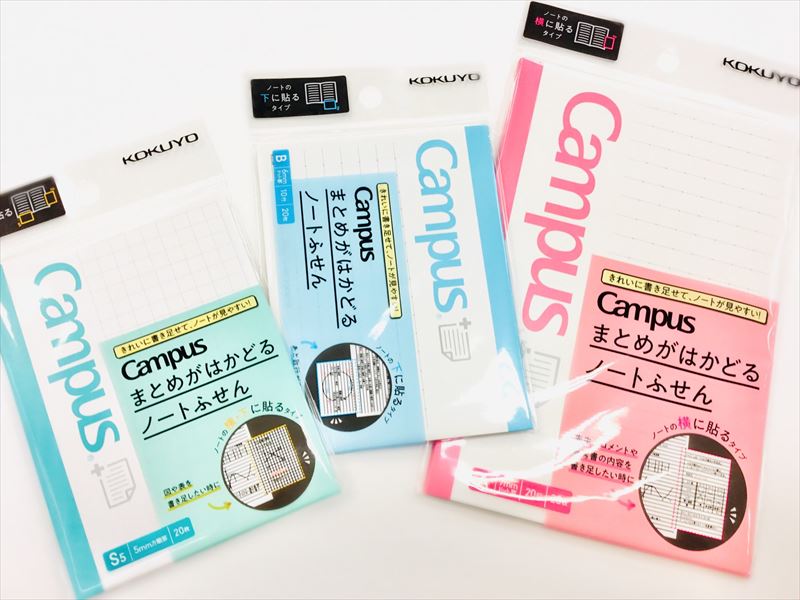 貼る
KOKUYO
Campus
きれいに書き足せて、ノートが見やすい!
Campus
まとめがはかどる
ノートふせん
ノートの横・下に貼るタイプ
図や表を
書き足したい時に
S5
5mm方眼罫
20枚
ノートの
下に貼る
タイプ
KOKUYO
B
6mm
10行
20枚
Campus
きれいに書き足せて、ノートが見やすい!
Campus
まとめがはかどる
ノートふせん
ノートの下に貼るタイプ
ノートの
横に貼る
タイプ
KOKUYO
Campus
きれいに書き足せて、ノートが見やすい!
Campus
まとめがはかどる
ノートふせん
ノートの横に貼るタイプ
コメントや
書の内容を
書き足したい時に